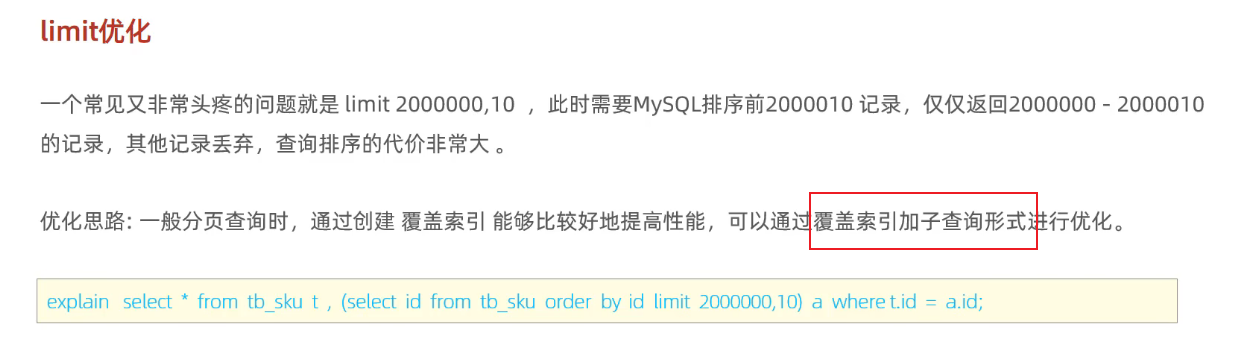 limit优化
一个常见又非常头疼的问题就是 limit 2000000,10 ，此时需要MySQL排序前2000010 记录，仅仅返回2000000 - 2000010
的记录，其他记录丢弃，查询排序的代价非常大 。
优化思路: 一般分页查询时，通过创建 覆盖索引 能够比较好地提高性能，可以通过覆盖索引加子查询形式进行优化。
explain select * from tb_sku t , (select id from tb_sku order by id limit 2000000,10) a where t.id = a.id;